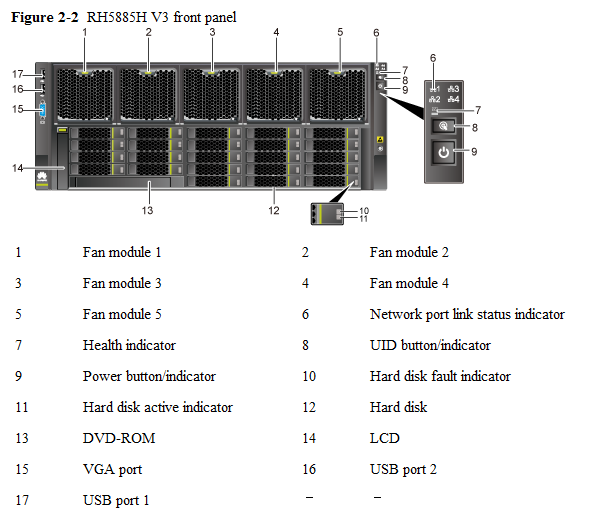 Figure 2-2 RH5885H V3 front panel
1 2 3 4 5 6
17 7
16 8
15 9
6
1 3
2 4
7
8
9
14
13 12 10
11
1 Fan module 1 2 Fan module 2
3 Fan module 3 4 Fan module 4
5 Fan module 5 6 Network port link status indicator
7 Health indicator 8 UID button/indicator
9 Power button/indicator 10 Hard disk fault indicator
11 Hard disk active indicator 12 Hard disk
13 DVD-ROM 14 LCD
15 VGA port 16 USB port 2
17 USB port 1 – –